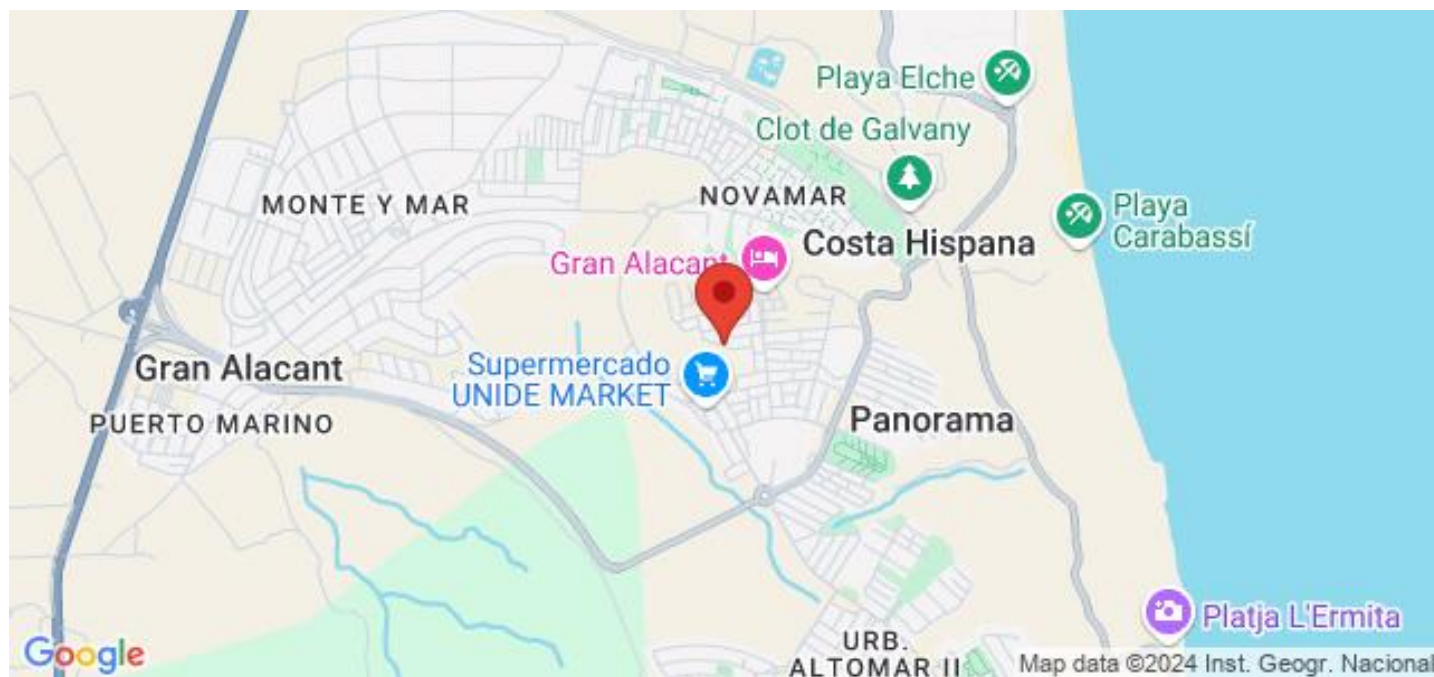 Playa Elche
Clot de Galvany
MONTE Y MAR
NOVAMAR
Playa
Carabassí
Costa Hispana
Gran Alacant
Gran Alacant
Supermercado
UNIDE MARKET
PUERTO MARINO
Panorama
Platja L'Ermita
URB.
ALTOMAR II
Google
Map data ©2024 Inst. Geogr. Nacional